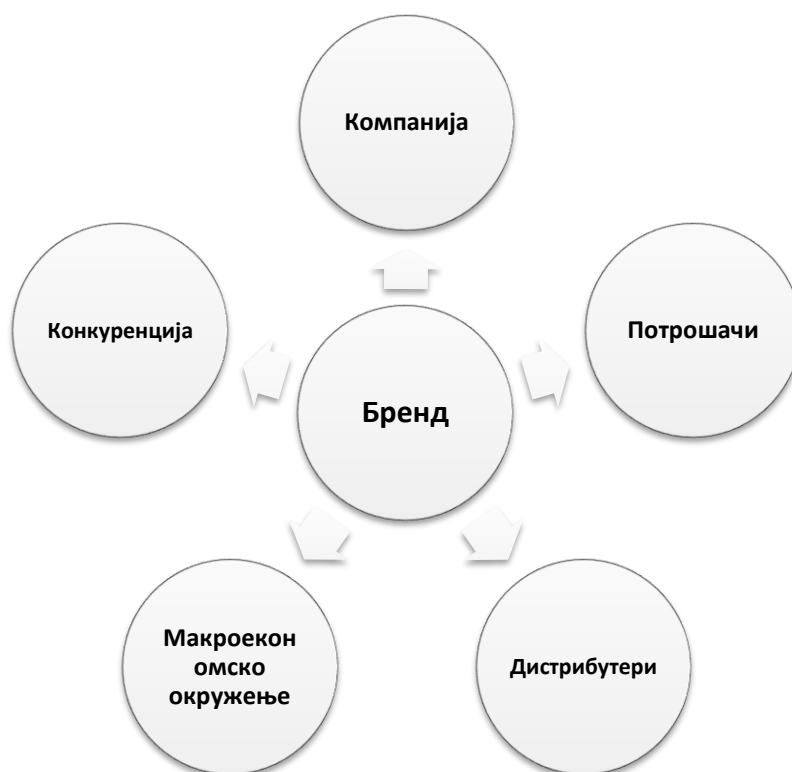 Компанија
Конкуренција
Потрошачи
Бренд
Макроекон
омско
окружење
Дистрибутери